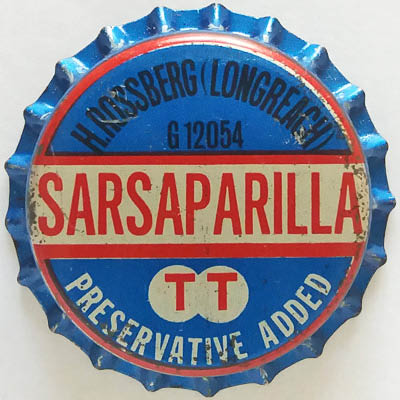 H.ROSSBERG (LONGREACH)
G 12054
SARSAPARILLA
TT
PRESERVATIVE ADDED